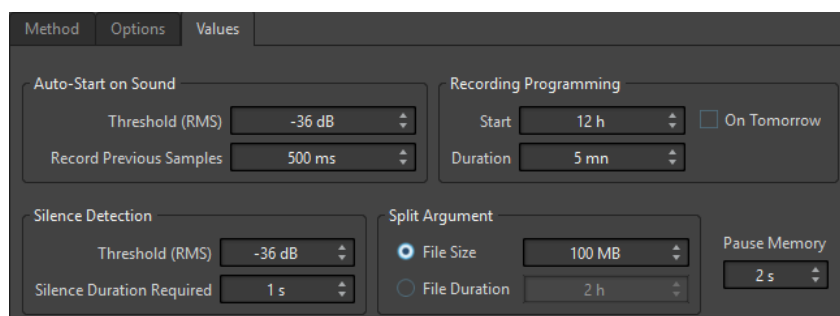 Method Options Values
Auto-Start on Sound
Threshold (RMS) -36 dB
Record Previous Samples 500 ms
Recording Programming
Start 12 h On Tomorrow
Duration 5 mn
Silence Detection
Threshold (RMS) -36 dB
Silence Duration Required 1 s
Split Argument
File Size 100 MB
File Duration 2 h
Pause Memory
2 s